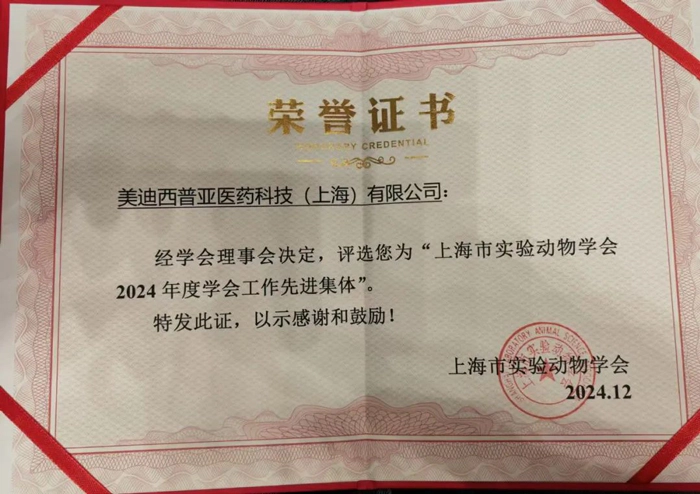 荣誉证书
HONORARY CREDENTIAL
美迪西普亚医药科技（上海）有限公司：
经学会理事会决定，评选您为“上海市实验动物学会
2024 年度学会工作先进集体”。
特发此证，以示感谢和鼓励！
上海市实验动物学会
2024.12